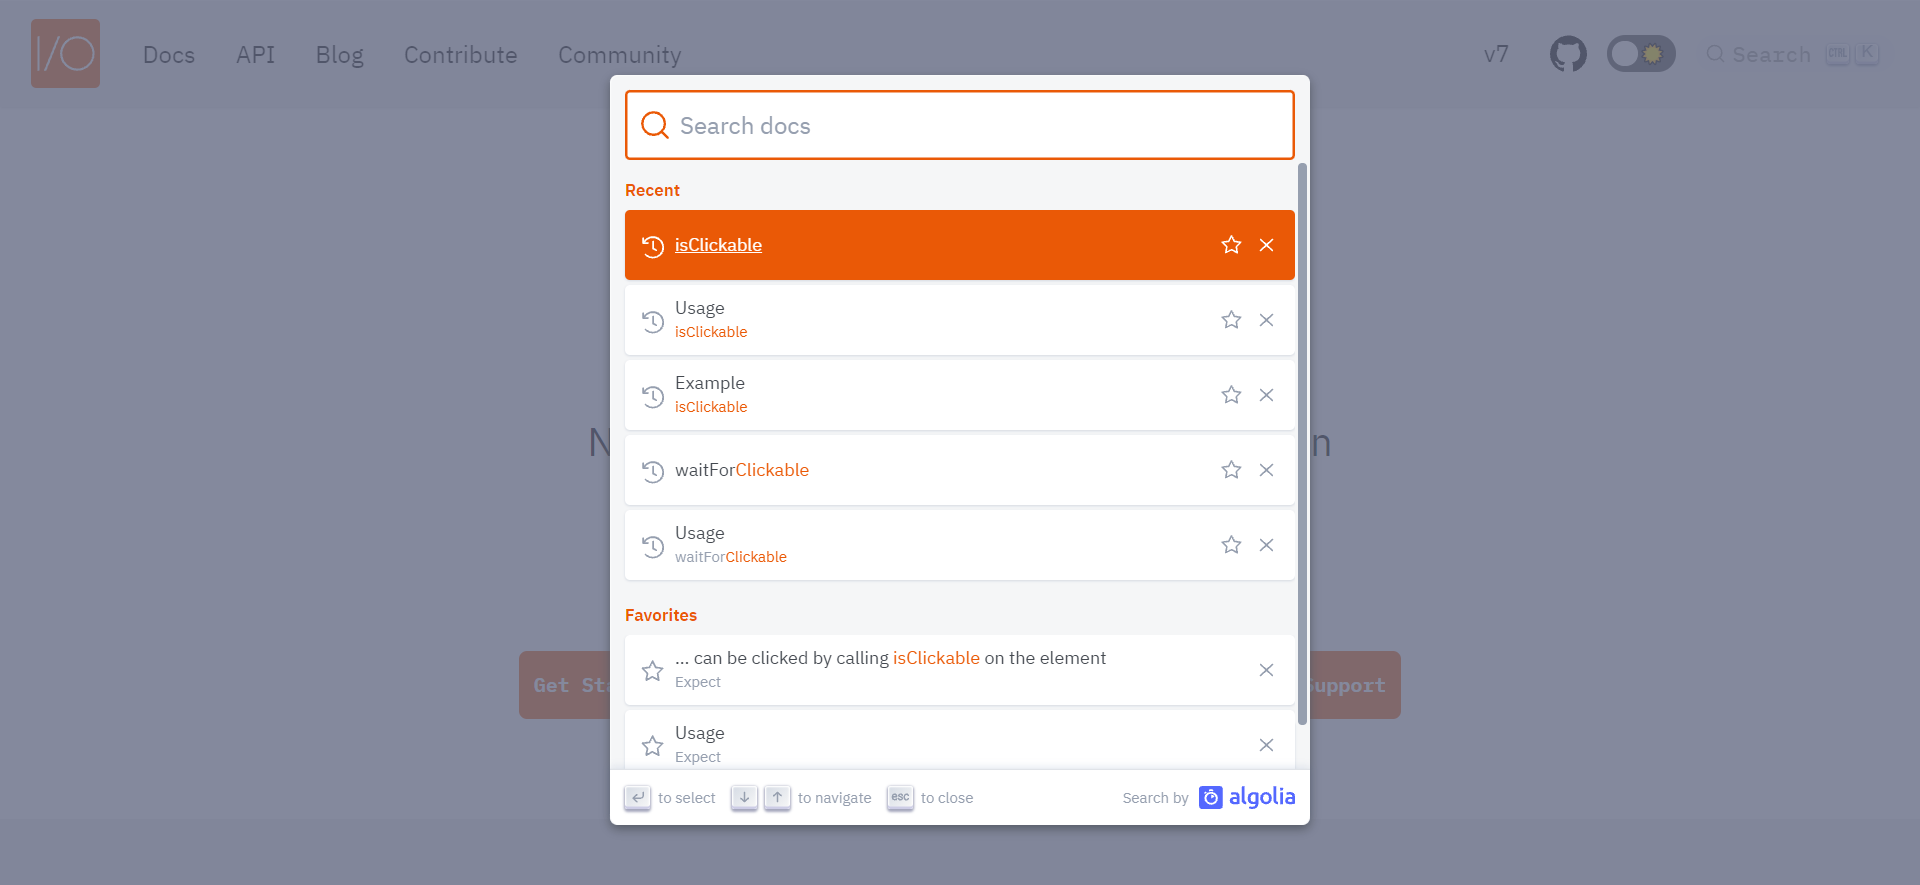 I/O Docs API Blog Contribute Community v7 Search CTRL K
Search docs
Recent
isClickable
Usage
isClickable
Example
isClickable
waitForClickable
Usage
waitForClickable
Favorites
... can be clicked by calling isClickable on the element
Expect
Usage
Expect
to select to navigate esc to close Search by algolia
Get Support